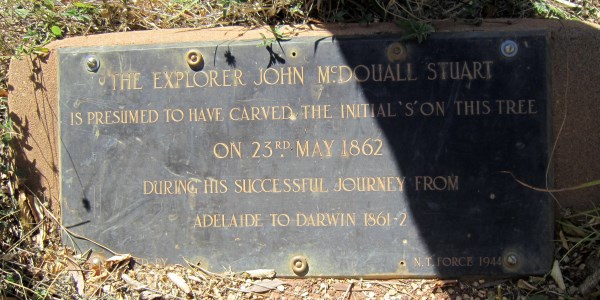 THE EXPLORER JOHN McDOUALL STUART
IS PRESUMED TO HAVE CARVED THE INITIAL 'S' ON THIS TREE
ON 23RD. MAY 1862
DURING HIS SUCCESSFUL JOURNEY FROM
ADELAIDE TO DARWIN 1861-2
N.T. FORCE 1944